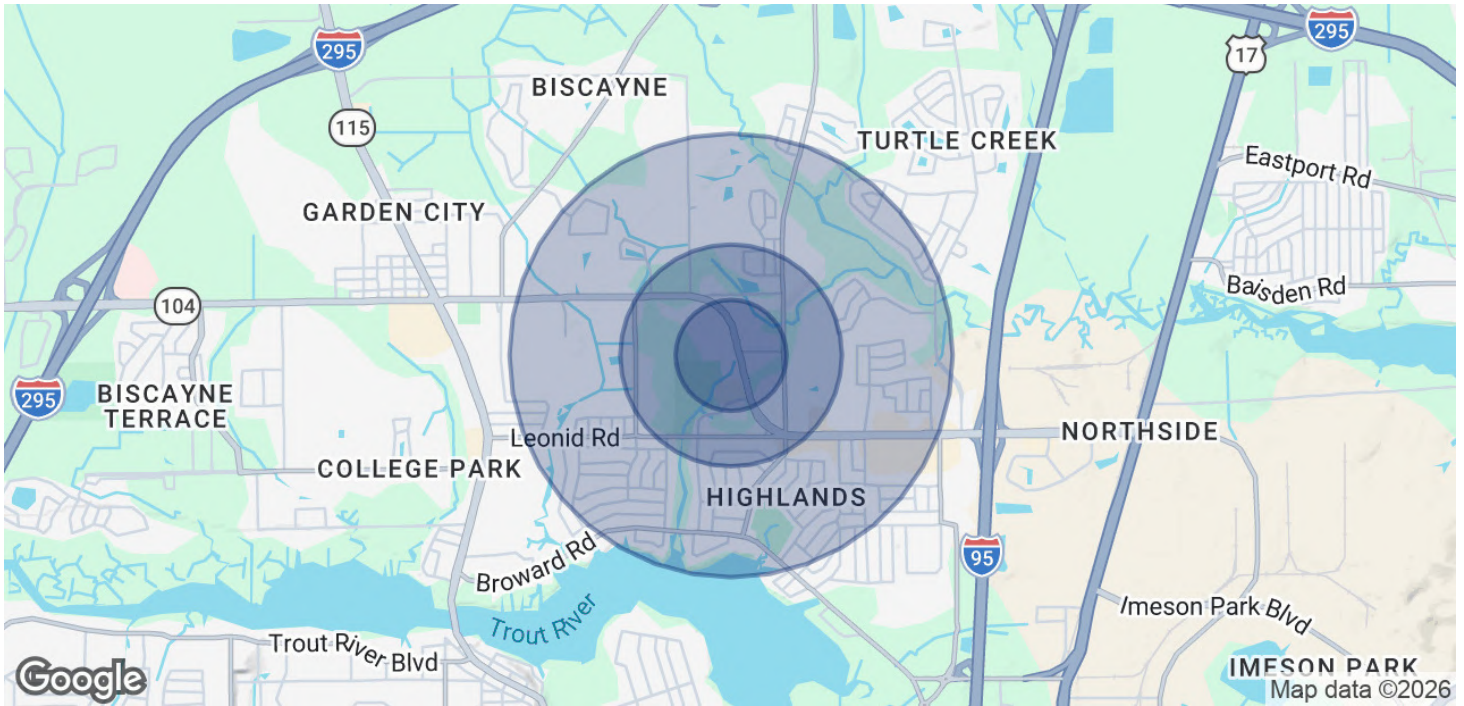 295
295
17
BISCAYNE
115
TURTLE CREEK
Eastport Rd
GARDEN CITY
Baisden Rd
104
295
BISCAYNE
TERRACE
Leonid Rd
NORTHSIDE
COLLEGE PARK
HIGHLANDS
95
Broward Rd
Trout River
Imeson Park Blvd
Trout River Blvd
IMESON PARK
Google
Map data ©2026